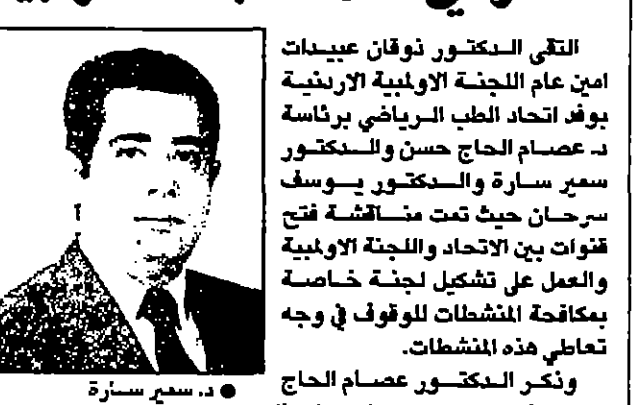 التقى الدكتور ذوقان عبيدات
امين عام اللجنة الاولمبية الاردنية
بوفد اتحاد الطب الرياضي برئاسة
د. عصام الحاج حسن والدكتور
سمير سارة والدكتور يوسف
سرحان حيث تمت مناقشة فتح
قنوات بين الاتحاد واللجنة الاولمبية
والعمل على تشكيل لجنة خاصة
بمكافحة المنشطات للوقوف في وجه
تعاطي هذه المنشطات.
وذكر الدكتور عصام الحاج
● د. سمير سارة